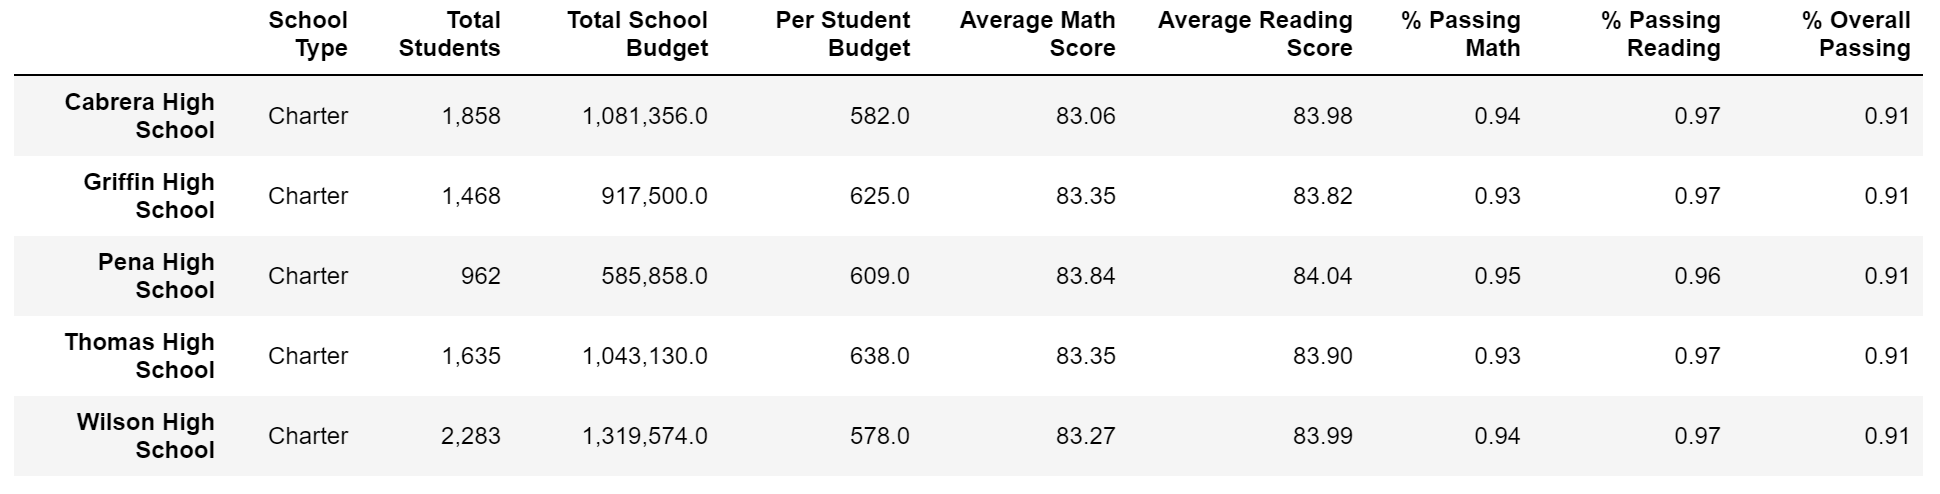 School Type Total Students Total School Budget Per Student Budget Average Math Score Average Reading Score % Passing Math % Passing Reading % Overall Passing
Cabrera High School Charter 1,858 1,081,356.0 582.0 83.06 83.98 0.94 0.97 0.91
Griffin High School Charter 1,468 917,500.0 625.0 83.35 83.82 0.93 0.97 0.91
Pena High School Charter 962 585,858.0 609.0 83.84 84.04 0.95 0.96 0.91
Thomas High School Charter 1,635 1,043,130.0 638.0 83.35 83.90 0.93 0.97 0.91
Wilson High School Charter 2,283 1,319,574.0 578.0 83.27 83.99 0.94 0.97 0.91